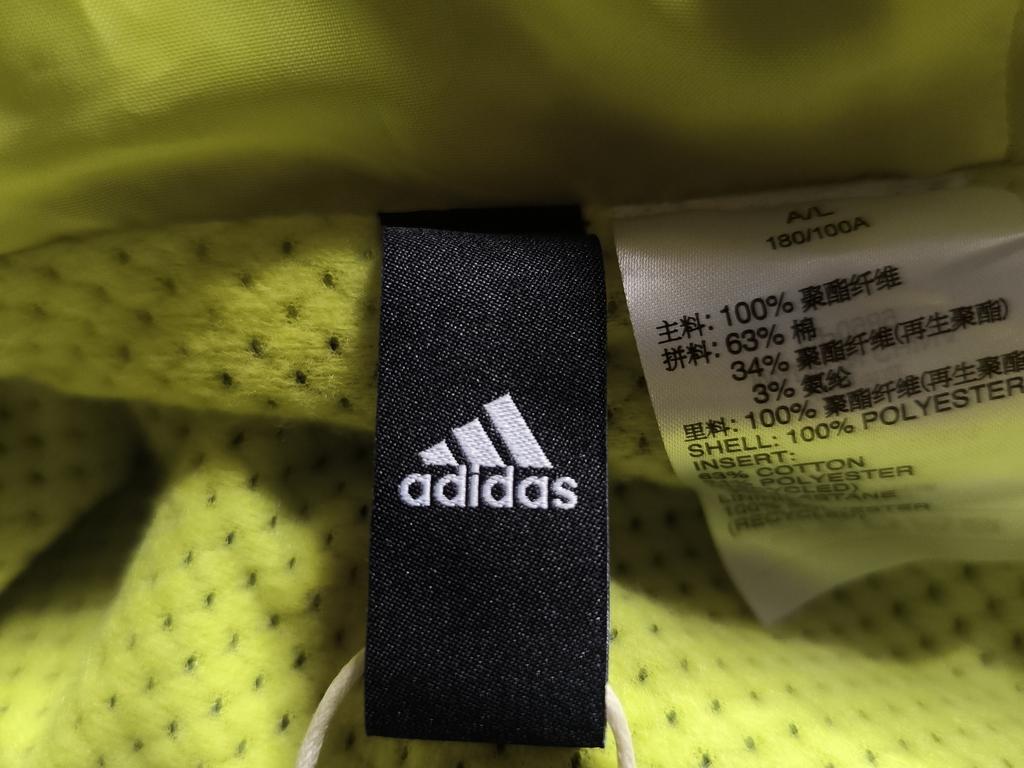 adidas
A/L
180/100A
主料: 100% 聚酯纤维
拼料: 63% 棉
34% 聚酯纤维(再生聚酯)
3% 氨纶
里料: 100% 聚酯纤维(再生聚酯
SHELL: 100% POLYESTER
INSERT:
63% COTTON
POLYESTER